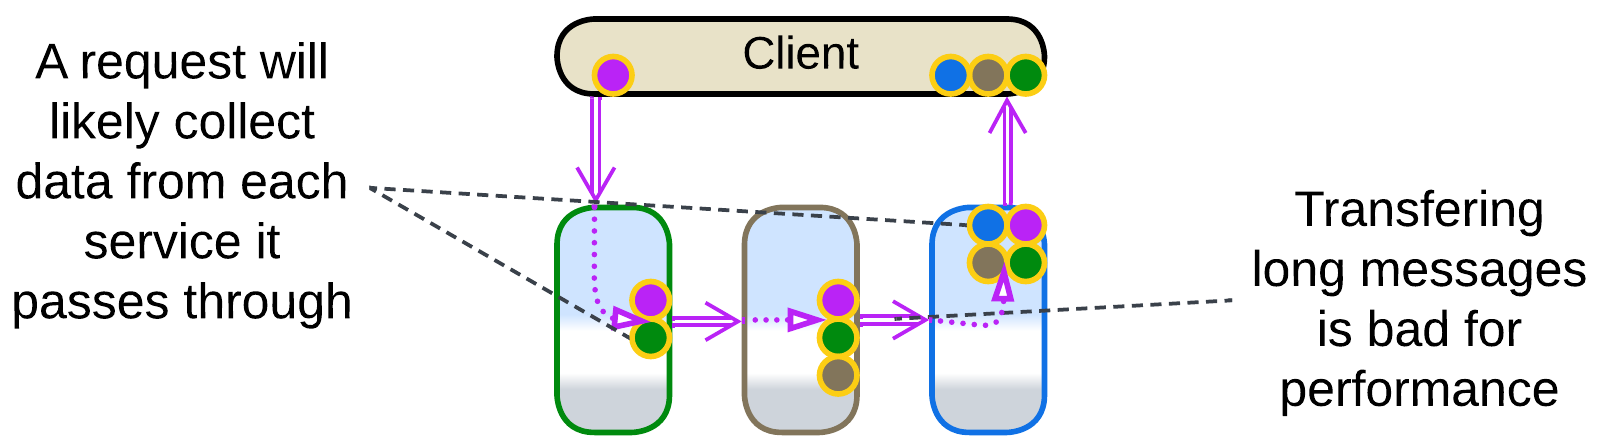 A request will
likely collect
data from each
service it
passes through
Client
Transfering
long messages
is bad for
performance